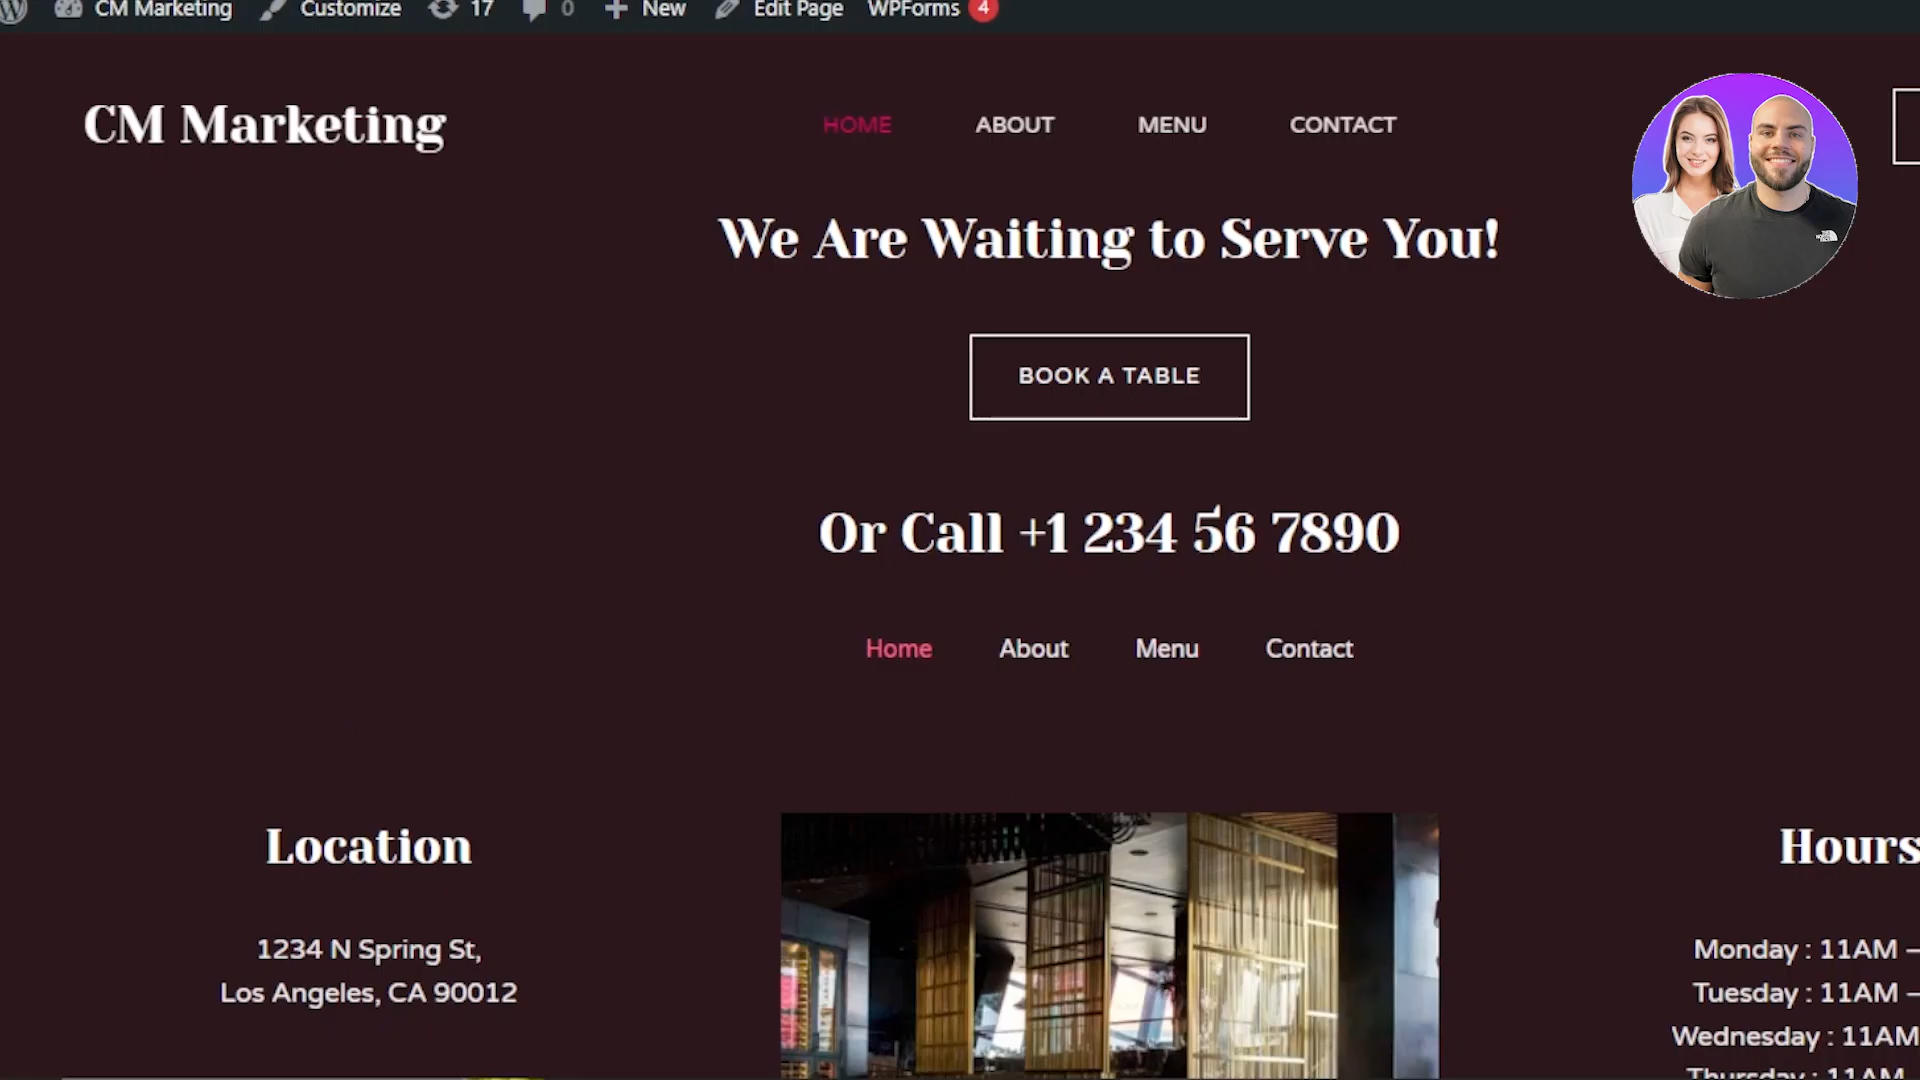 CM Marketing Customize 17 0 New Edit Page WPForms 4
CM Marketing
HOME ABOUT MENU CONTACT
We Are Waiting to Serve You!
BOOK A TABLE
Or Call +1 234 56 7890
Home About Menu Contact
Location
1234 N Spring St,
Los Angeles, CA 90012
Hours
Monday : 11AM –
Tuesday : 11AM –
Wednesday : 11AM
Thursday : 11AM